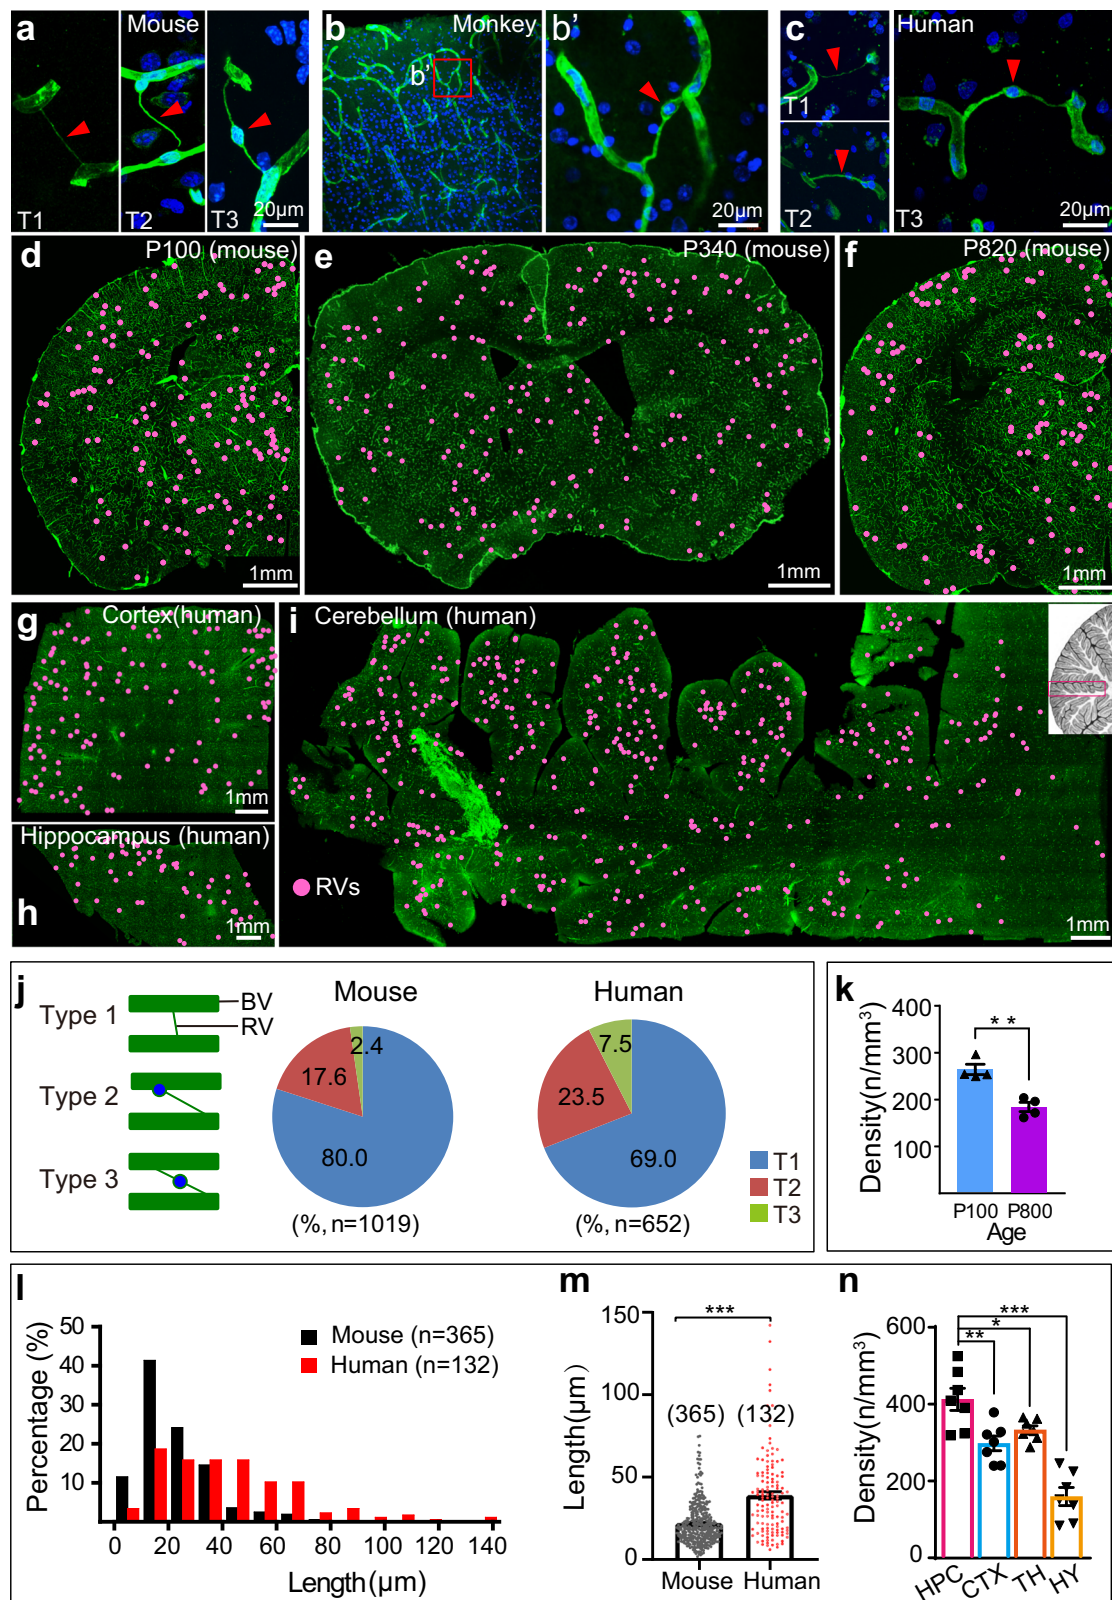 a Mouse
T1 T2 T3 20µm
b Monkey
b'
b'
20µm
c Human
T1
T2 T3 20µm
d P100 (mouse)
1mm
e P340 (mouse)
1mm
f P820 (mouse)
1mm
g Cortex(human)
1mm
Hippocampus (human)
h 1mm
i Cerebellum (human)
RVs
1mm
j
Type 1
BV
RV
Type 2
Type 3
Mouse
2.4
17.6
80.0
(%, n=1019)
Human
7.5
23.5
69.0
(%, n=652)
T1
T2
T3
k
Density(n/mm³)
400
300
200
100
**
P100 P800
Age
l
Percentage (%)
50
40
30
20
10
Mouse (n=365)
Human (n=132)
0 20 40 60 80 100 120 140
Length(µm)
m
Length(µm)
150
100
50
0
***
(365) (132)
Mouse Human
n
Density(n/mm³)
600
400
200
0
***
*
**
HPC CTX TH HY